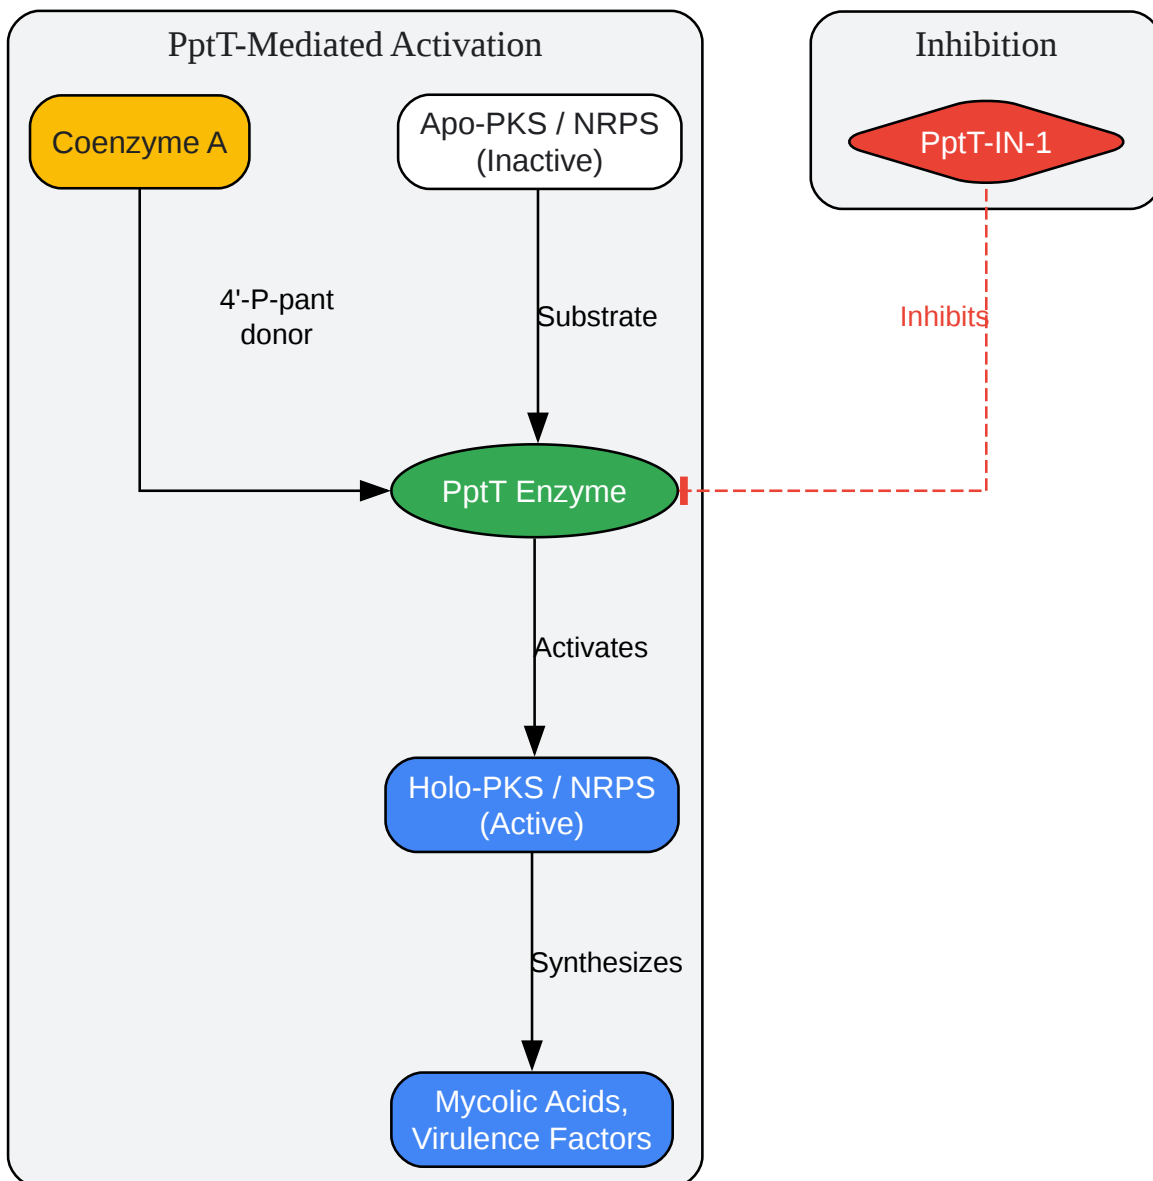 PptT-Mediated Activation
Inhibition
Coenzyme A
Apo-PKS / NRPS
(Inactive)
PptT-IN-1
4'-P-pant
donor
Substrate
Inhibits
PptT Enzyme
Activates
Holo-PKS / NRPS
(Active)
Synthesizes
Mycolic Acids,
Virulence Factors